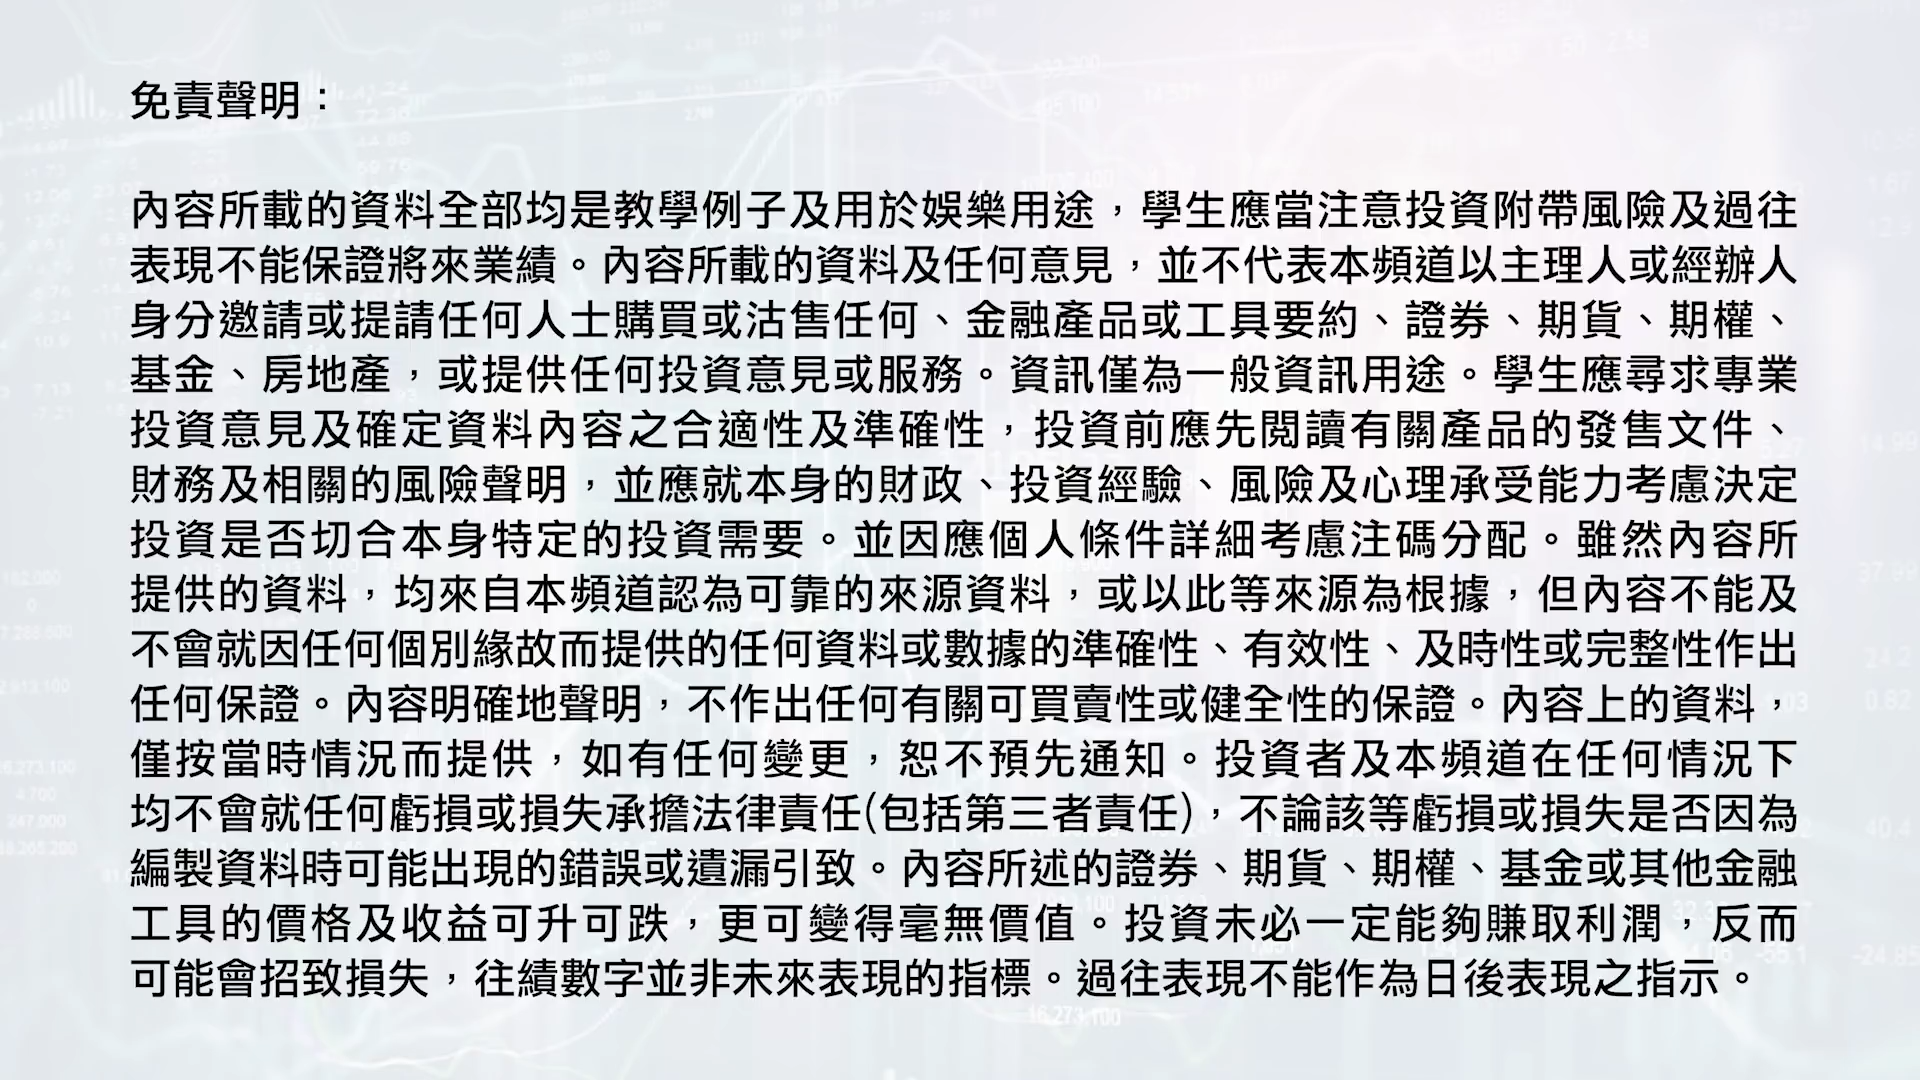 免責聲明：
內容所載的資料全部均是教學例子及用於娛樂用途，學生應當注意投資附帶風險及過往
表現不能保證將來業績。內容所載的資料及任何意見，並不代表本頻道以主理人或經辦人
身分邀請或提請任何人士購買或沽售任何、金融產品或工具要約、證券、期貨、期權、
基金、房地產，或提供任何投資意見或服務。資訊僅為一般資訊用途。學生應尋求專業
投資意見及確定資料內容之合適性及準確性，投資前應先閱讀有關產品的發售文件、
財務及相關的風險聲明，並應就本身的財政、投資經驗、風險及心理承受能力考慮決定
投資是否切合本身特定的投資需要。並因應個人條件詳細考慮注碼分配。雖然內容所
提供的資料，均來自本頻道認為可靠的來源資料，或以此等來源為根據，但內容不能及
不會就因任何個別緣故而提供的任何資料或數據的準確性、有效性、及時性或完整性作出
任何保證。內容明確地聲明，不作出任何有關可買賣性或健全性的保證。內容上的資料，
僅按當時情況而提供，如有任何變更，恕不預先通知。投資者及本頻道在任何情況下
均不會就任何虧損或損失承擔法律責任(包括第三者責任)，不論該等虧損或損失是否因為
編製資料時可能出現的錯誤或遺漏引致。內容所述的證券、期貨、期權、基金或其他金融
工具的價格及收益可升可跌，更可變得毫無價值。投資未必一定能夠賺取利潤，反而
可能會招致損失，往績數字並非未來表現的指標。過往表現不能作為日後表現之指示。